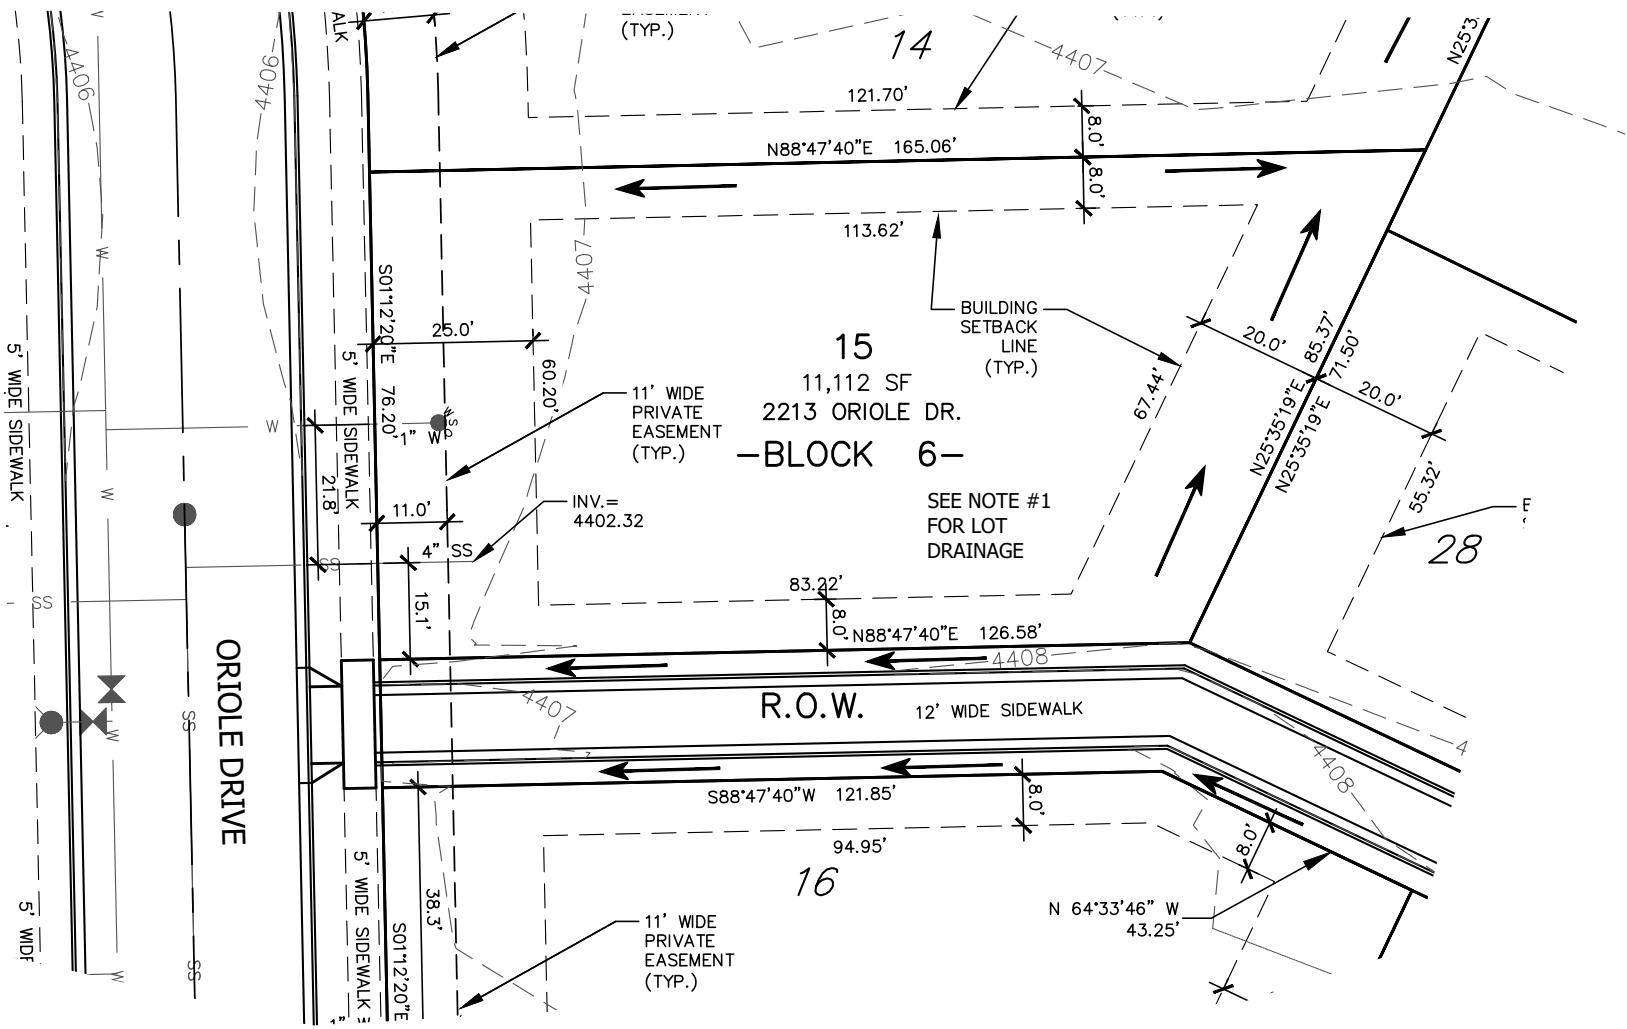 (TYP.)
14
4407
4406
4406
N25°3
121.70'
8.0'
N88°47'40"E 165.06'
8.0'
113.62'
W
W
4407
S01°12'20"E 76.20'
25.0'
60.20'
BUILDING
SETBACK
LINE
(TYP.)
15
11,112 SF
2213 ORIOLE DR.
-BLOCK 6-
SEE NOTE #1
FOR LOT
DRAINAGE
67.44'
20.0'
85.37'
71.50'
20.0'
N25°35'19"E
N25°35'19"E
55.32'
28
5' WIDE SIDEWALK
5' WIDE SIDEWALK
11' WIDE
PRIVATE
EASEMENT
(TYP.)
W
1" W
21.8'
11.0'
INV.=
4402.32
W
4" SS
SS
SS
15.1'
83.22'
8.0'
N88°47'40"E 126.58'
4408
ORIOLE DRIVE
SS
W
4407
R.O.W.
12' WIDE SIDEWALK
4408
S88°47'40"W 121.85'
8.0'
8.0'
94.95'
16
5' WIDE
5' WIDE SIDEWALK
38.3'
S01°12'20"E
N 64°33'46" W
43.25'
11' WIDE
PRIVATE
EASEMENT
(TYP.)
SS
W
1" W